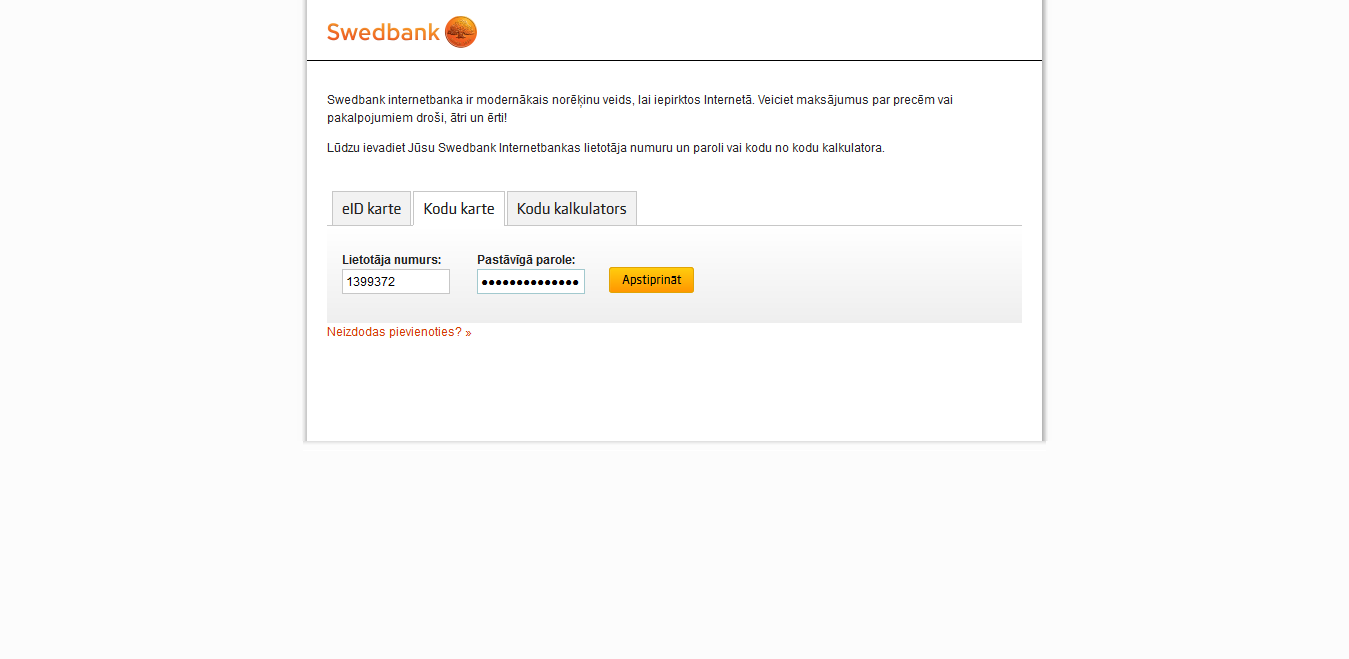 Swedbank
Swedbank internetbanka ir modernākais norēķinu veids, lai iepirktos Internetā. Veiciet maksājumus par precēm vai
pakalpojumiem droši, ātri un ērti!
Lūdzu ievadiet Jūsu Swedbank Internetbankas lietotāja numuru un paroli vai kodu no kodu kalkulatora.
eID karte Kodu karte Kodu kalkulators
Lietotāja numurs: Pastāvīgā parole:
1399372 •••••••••••••• Apstiprināt
Neizdodas pievienoties? »